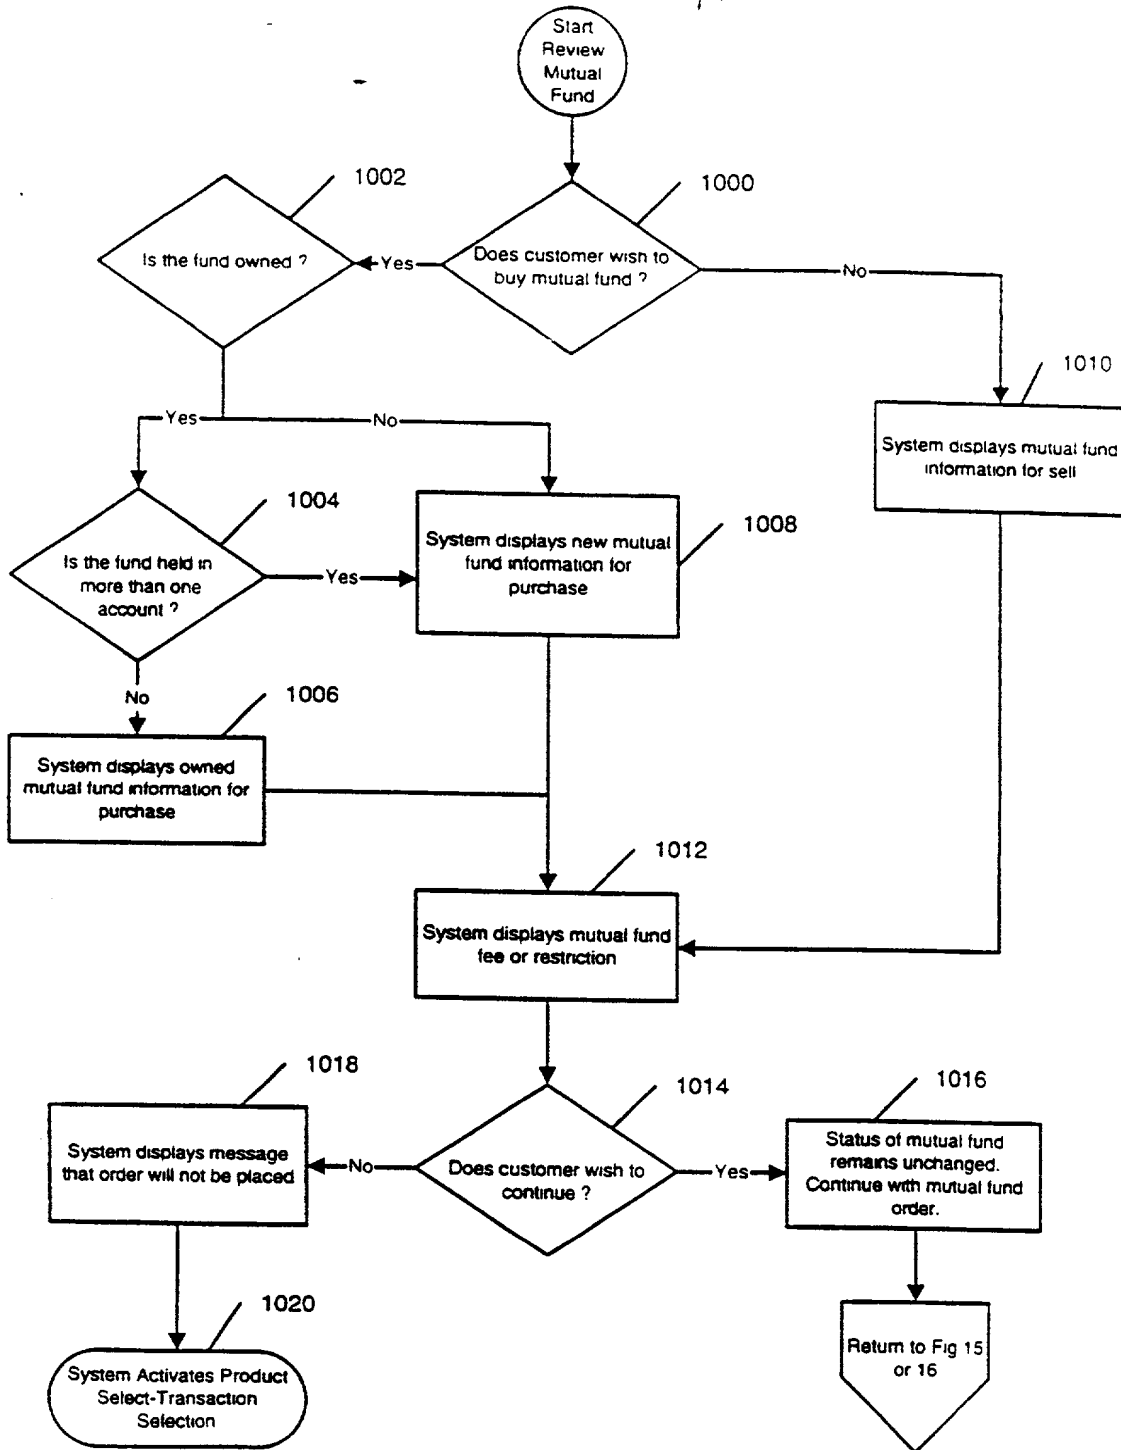 Start
Review
Mutual
Fund
1002
1000
Is the fund owned ?
Yes
Does customer wish to
buy mutual fund ?
No
1010
System displays mutual fund
information for sell
Yes
No
1004
Is the fund held in
more than one
account ?
Yes
System displays new mutual
fund information for
purchase
1008
No
1006
System displays owned
mutual fund information for
purchase
1012
System displays mutual fund
fee or restriction
1018
System displays message
that order will not be placed
No
1014
Does customer wish to
continue ?
Yes
1016
Status of mutual fund
remains unchanged.
Continue with mutual fund
order.
1020
System Activates Product
Select-Transaction
Selection
Return to Fig 15
or 16